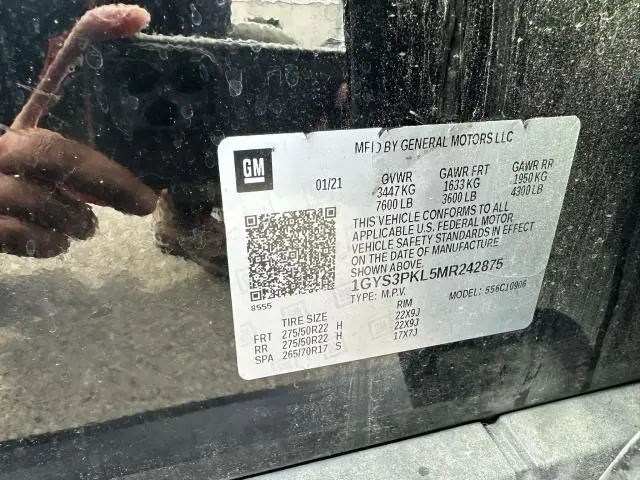 MFD BY GENERAL MOTORS LLC
GM
01/21
GVWR GAWR FRT GAWR RR
3447 KG 1633 KG 1950 KG
7600 LB 3600 LB 4300 LB
THIS VEHICLE CONFORMS TO ALL
APPLICABLE U.S. FEDERAL MOTOR
VEHICLE SAFETY STANDARDS IN EFFECT
ON THE DATE OF MANUFACTURE
SHOWN ABOVE.
1GYS3PKL5MR242875
TYPE: M.P.V. MODEL: 556C10906
8555
TIRE SIZE RIM
FRT 275/50R22 H 22X9J
RR 275/50R22 H 22X9J
SPA 265/70R17 S 17X7J